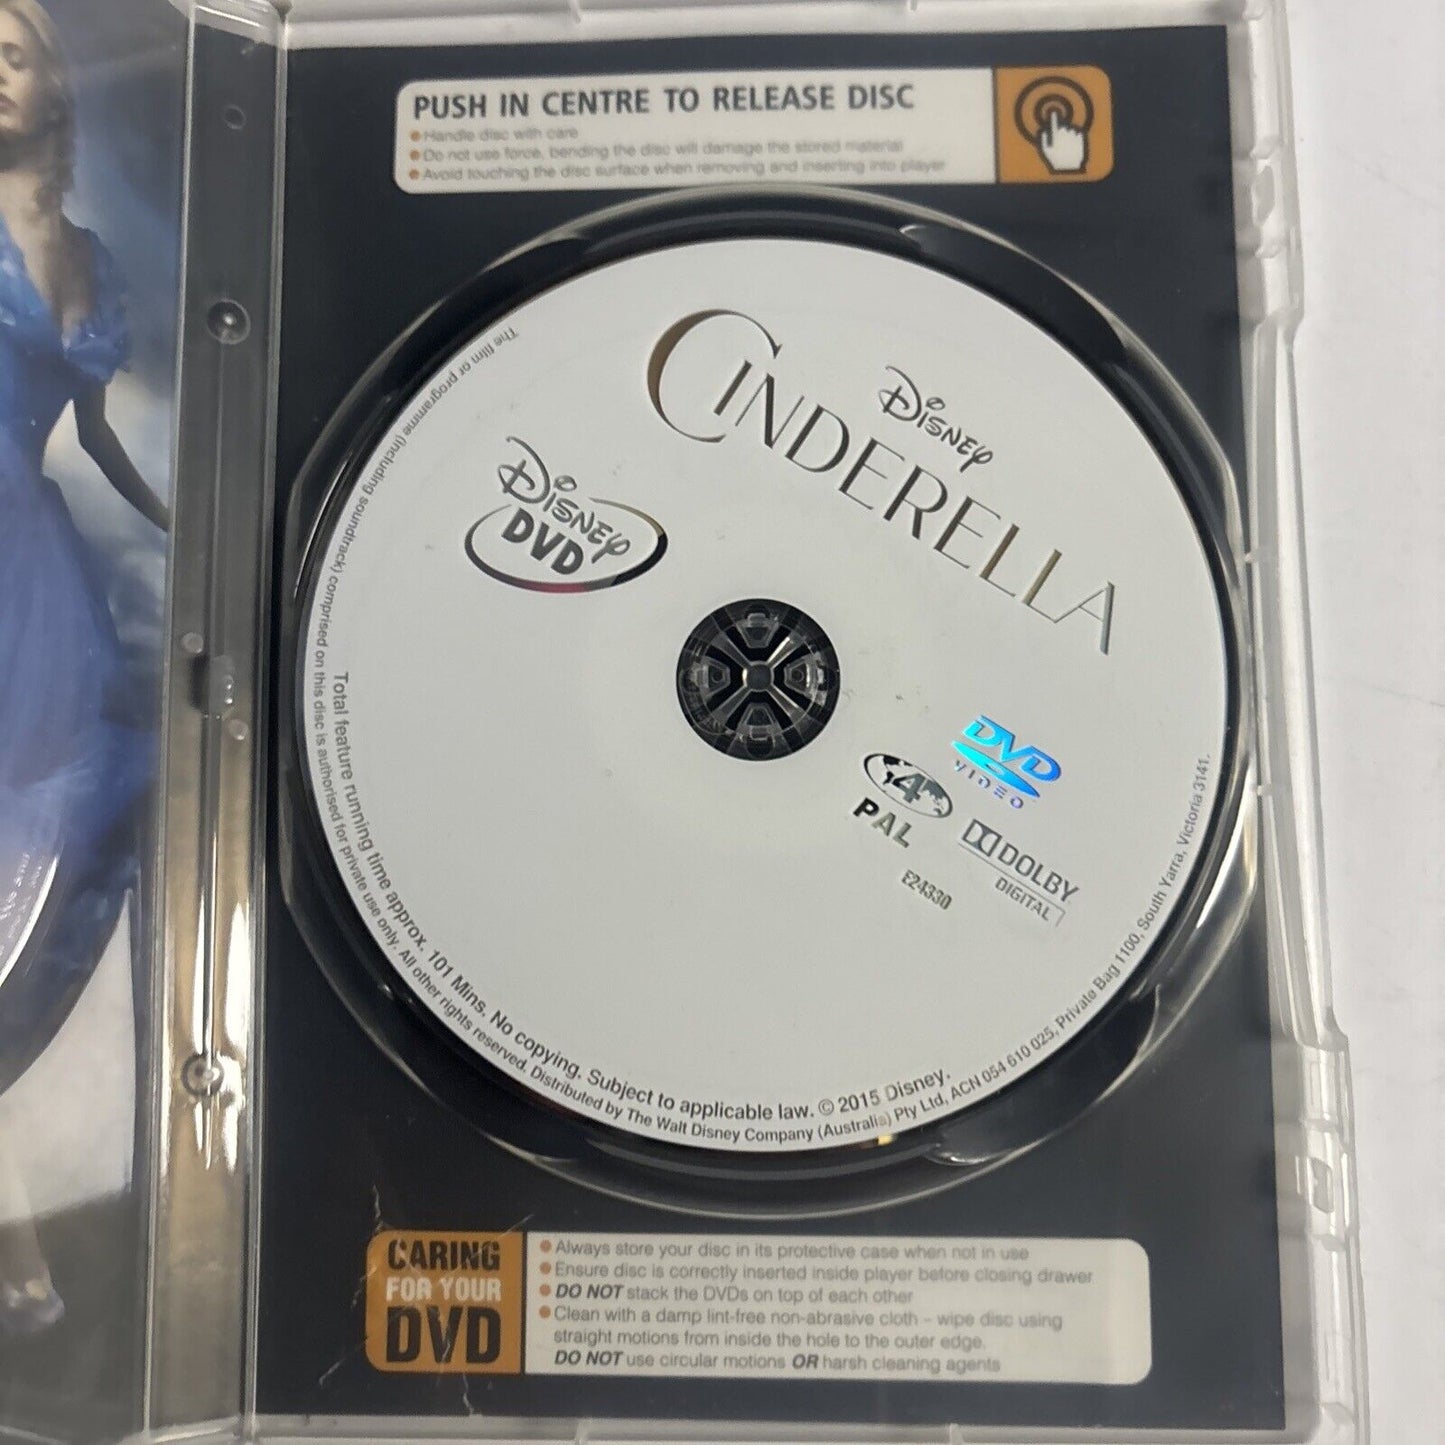 PUSH IN CENTRE TO RELEASE DISC
Handle disc with care
Do not use force, bending the disc will damage the stored material
Avoid touching the disc surface when removing and inserting into player
Disney
CINDERELLA
Disney
DVD
DVD
VIDEO
4
PAL
DOLBY
DIGITAL
E24330
Total feature running time approx. 101 Mins. No copying. Subject to applicable law. © 2015 Disney.
The film or programme (including soundtrack) comprised on this disc is authorised for private use only. All other rights reserved. Distributed by The Walt Disney Company (Australia) Pty Ltd, ACN 054 610 025, Private Bag 1100, South Yarra, Victoria 3141.
CARING
FOR YOUR
DVD
Always store your disc in its protective case when not in use
Ensure disc is correctly inserted inside player before closing drawer
DO NOT stack the DVDs on top of each other
Clean with a damp lint-free non-abrasive cloth - wipe disc using
straight motions from inside the hole to the outer edge.
DO NOT use circular motions OR harsh cleaning agents